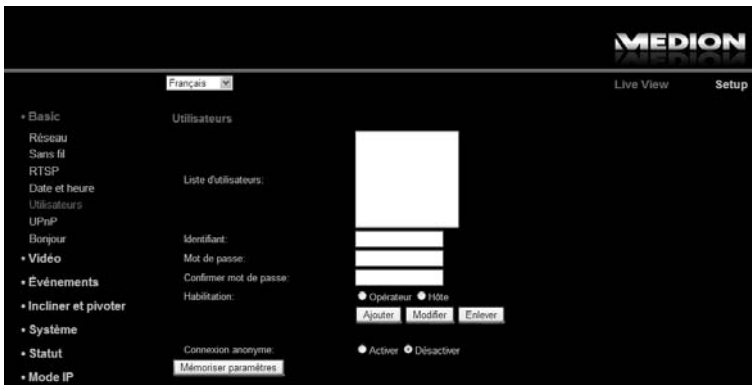 MEDION
Français
Live View Setup
• Basic
Utilisateurs
Réseau
Sans fil
RTSP
Date et heure
Utilisateurs
UPnP
Bonjour
• Vidéo
• Événements
• Incliner et pivoter
• Système
• Statut
• Mode IP
Liste d'utilisateurs:
Identifiant:
Mot de passe:
Confirmer mot de passe:
Habilitation: Opérateur Hôte
Ajouter Modifier Enlever
Connexion anonyme: Activer Désactiver
Mémoriser paramètres